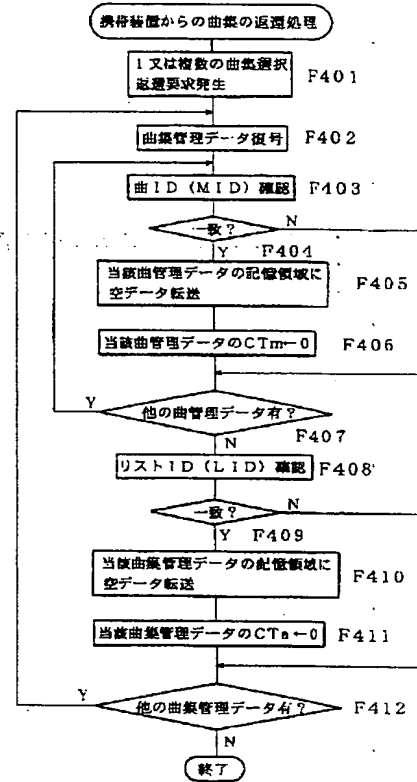 携帯装置からの曲集の返還処理
1又は複数の曲集選択
返還要求発生
F401
曲集管理データ復号
F402
曲ID(MID)確認
F403
一致?
N
Y
F404
当該曲管理データの記憶領域に
空データ転送
F405
当該曲管理データのCTm←0
F406
Y
他の曲管理データ有?
F407
N
リストID(LID)確認
F408
一致?
N
Y
F409
当該曲集管理データの記憶領域に
空データ転送
F410
当該曲集管理データのCTa←0
F411
Y
他の曲集管理データ有?
F412
N
終了